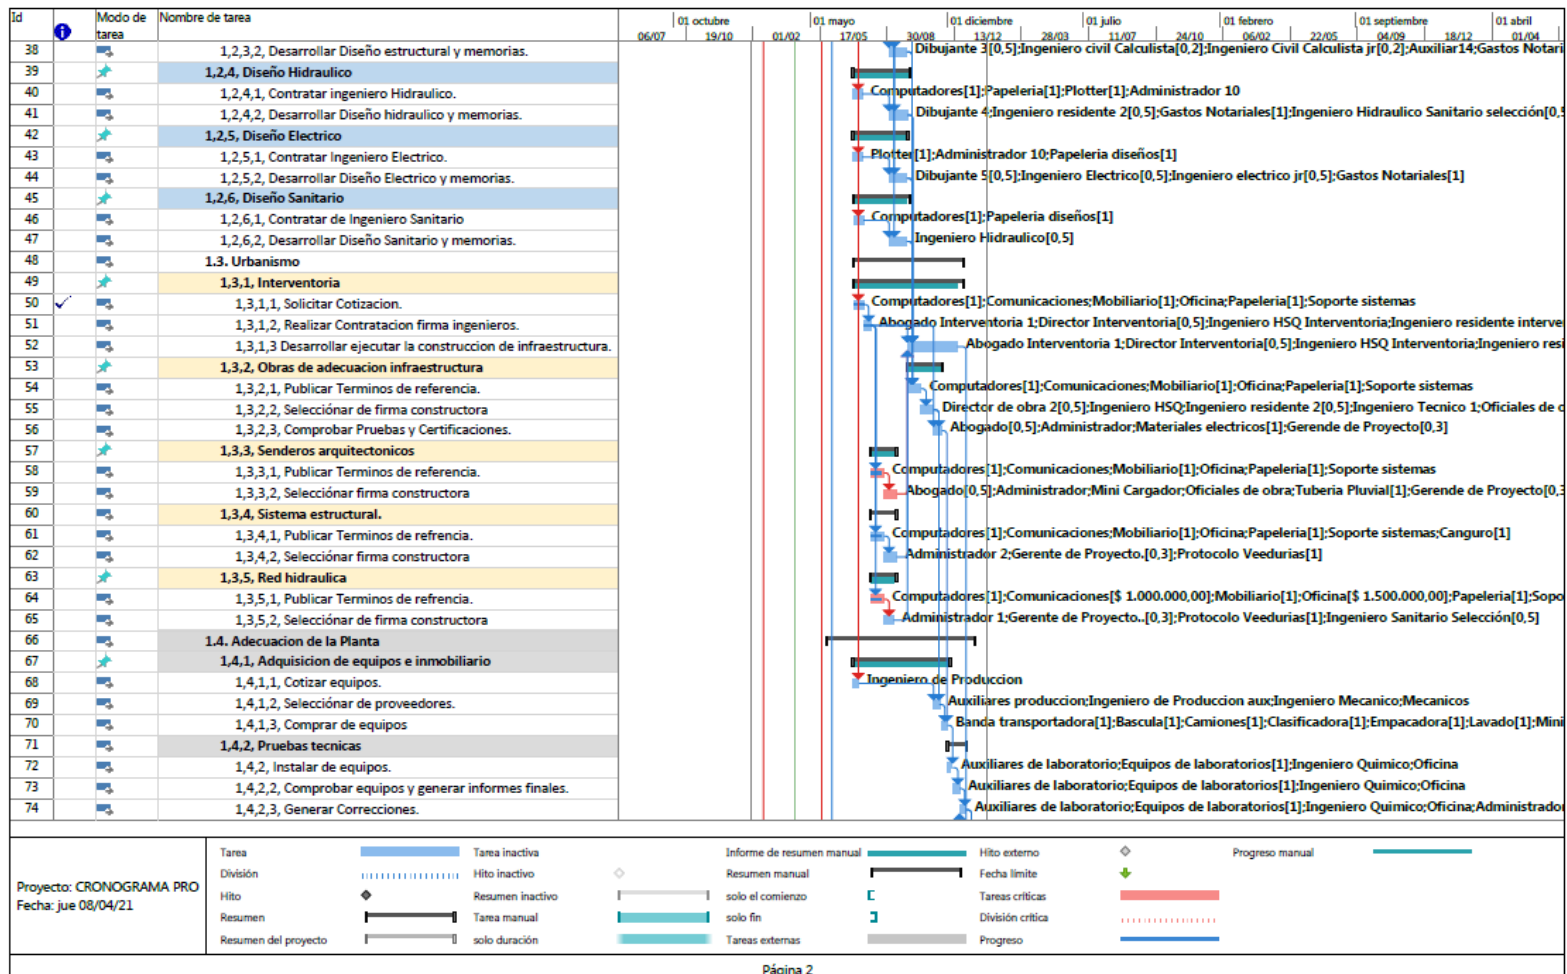 Id Modo de tarea Nombre de tarea
01 octubre 01 mayo 01 diciembre 01 julio 01 febrero 01 septiembre 01 abril
06/07 19/10 01/02 17/05 30/08 13/12 28/03 11/07 24/10 06/02 22/05 04/09 18/12 01/04
38 1,2,3,2, Desarrollar Diseño estructural y memorias. Dibujante 3[0,5];Ingeniero civil Calculista[0,2];Ingeniero Civil Calculista jr[0,2];Auxiliar14;Gastos Notari
39 1,2,4, Diseño Hidraulico
40 1,2,4,1, Contratar ingeniero Hidraulico. Computadores[1];Papeleria[1];Plotter[1];Administrador 10
41 1,2,4,2, Desarrollar Diseño hidraulico y memorias. Dibujante 4;Ingeniero residente 2[0,5];Gastos Notariales[1];Ingeniero Hidraulico Sanitario selección[0,5
42 1,2,5, Diseño Electrico
43 1,2,5,1, Contratar Ingeniero Electrico. Plotter[1];Administrador 10;Papeleria diseños[1]
44 1,2,5,2, Desarrollar Diseño Electrico y memorias. Dibujante 5[0,5];Ingeniero Electrico[0,5];Ingeniero electrico jr[0,5];Gastos Notariales[1]
45 1,2,6, Diseño Sanitario
46 1,2,6,1, Contratar de Ingeniero Sanitario Computadores[1];Papeleria diseños[1]
47 1,2,6,2, Desarrollar Diseño Sanitario y memorias. Ingeniero Hidraulico[0,5]
48 1.3. Urbanismo
49 1,3,1, Interventoria
50 1,3,1,1, Solicitar Cotizacion. Computadores[1];Comunicaciones;Mobiliario[1];Oficina;Papeleria[1];Soporte sistemas
51 1,3,1,2, Realizar Contratacion firma ingenieros. Abogado Interventoria 1;Director Interventoria[0,5];Ingeniero HSQ Interventoria;Ingeniero residente interve
52 1,3,1,3 Desarrollar ejecutar la construccion de infraestructura. Abogado Interventoria 1;Director Interventoria[0,5];Ingeniero HSQ Interventoria;Ingeniero resi
53 1,3,2, Obras de adecuacion infraestructura
54 1,3,2,1, Publicar Terminos de referencia. Computadores[1];Comunicaciones;Mobiliario[1];Oficina;Papeleria[1];Soporte sistemas
55 1,3,2,2, Selecciónar de firma constructora Director de obra 2[0,5];Ingeniero HSQ;Ingeniero residente 2[0,5];Ingeniero Tecnico 1;Oficiales de o
56 1,3,2,3, Comprobar Pruebas y Certificaciones. Abogado[0,5];Administrador;Materiales electricos[1];Gerende de Proyecto[0,3]
57 1,3,3, Senderos arquitectonicos
58 1,3,3,1, Publicar Terminos de referencia. Computadores[1];Comunicaciones;Mobiliario[1];Oficina;Papeleria[1];Soporte sistemas
59 1,3,3,2, Selecciónar firma constructora Abogado[0,5];Administrador;Mini Cargador;Oficiales de obra;Tuberia Pluvial[1];Gerende de Proyecto[0,3
60 1,3,4, Sistema estructural.
61 1,3,4,1, Publicar Terminos de refrencia. Computadores[1];Comunicaciones;Mobiliario[1];Oficina;Papeleria[1];Soporte sistemas;Canguro[1]
62 1,3,4,2, Selecciónar firma constructora Administrador 2;Gerente de Proyecto.[0,3];Protocolo Veedurias[1]
63 1,3,5, Red hidraulica
64 1,3,5,1, Publicar Terminos de refrencia. Computadores[1];Comunicaciones[$ 1.000.000,00];Mobiliario[1];Oficina[$ 1.500.000,00];Papeleria[1];Sopo
65 1,3,5,2, Selecciónar de firma constructora Administrador 1;Gerente de Proyecto..[0,3];Protocolo Veedurias[1];Ingeniero Sanitario Selección[0,5]
66 1.4. Adecuacion de la Planta
67 1,4,1, Adquisicion de equipos e inmobiliario
68 1,4,1,1, Cotizar equipos. Ingeniero de Produccion
69 1,4,1,2, Selecciónar de proveedores. Auxiliares produccion;Ingeniero de Produccion aux;Ingeniero Mecanico;Mecanicos
70 1,4,1,3, Comprar de equipos Banda transportadora[1];Bascula[1];Camiones[1];Clasificadora[1];Empacadora[1];Lavado[1];Mini
71 1,4,2, Pruebas tecnicas
72 1,4,2, Instalar de equipos. Auxiliares de laboratorio;Equipos de laboratorios[1];Ingeniero Quimico;Oficina
73 1,4,2,2, Comprobar equipos y generar informes finales. Auxiliares de laboratorio;Equipos de laboratorios[1];Ingeniero Quimico;Oficina
74 1,4,2,3, Generar Correcciones. Auxiliares de laboratorio;Equipos de laboratorios[1];Ingeniero Quimico;Oficina;Administrado
Proyecto: CRONOGRAMA PRO
Fecha: jue 08/04/21
Tarea Tarea inactiva Informe de resumen manual Hito externo Progreso manual
División Hito inactivo Resumen manual Fecha límite
Hito Resumen inactivo solo el comienzo Tareas críticas
Resumen Tarea manual solo fin División crítica
Resumen del proyecto solo duración Tareas externas Progreso
Página 2